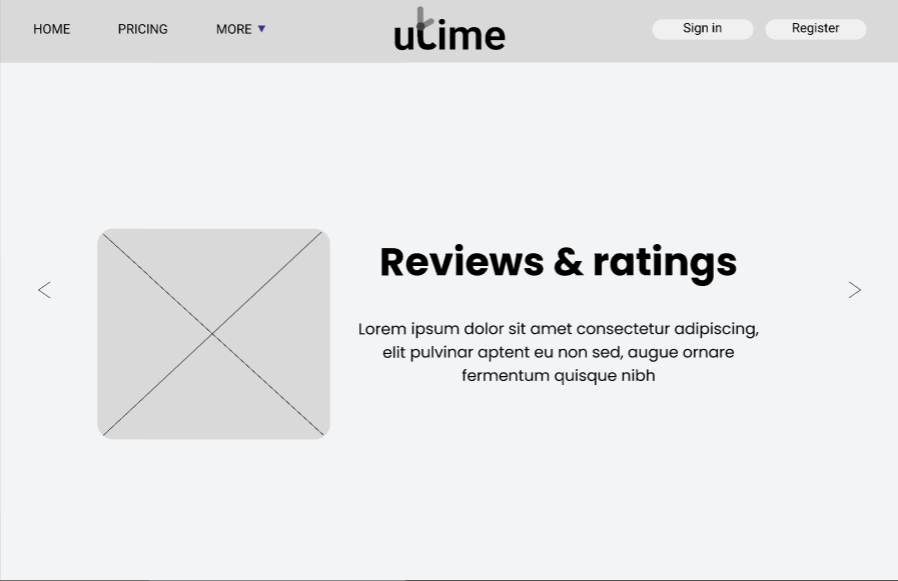 HOME
PRICING
MORE
utime
Sign in
Register
Reviews & ratings
Lorem ipsum dolor sit amet consectetur adipiscing,
elit pulvinar aptent eu non sed, augue ornare
fermentum quisque nibh